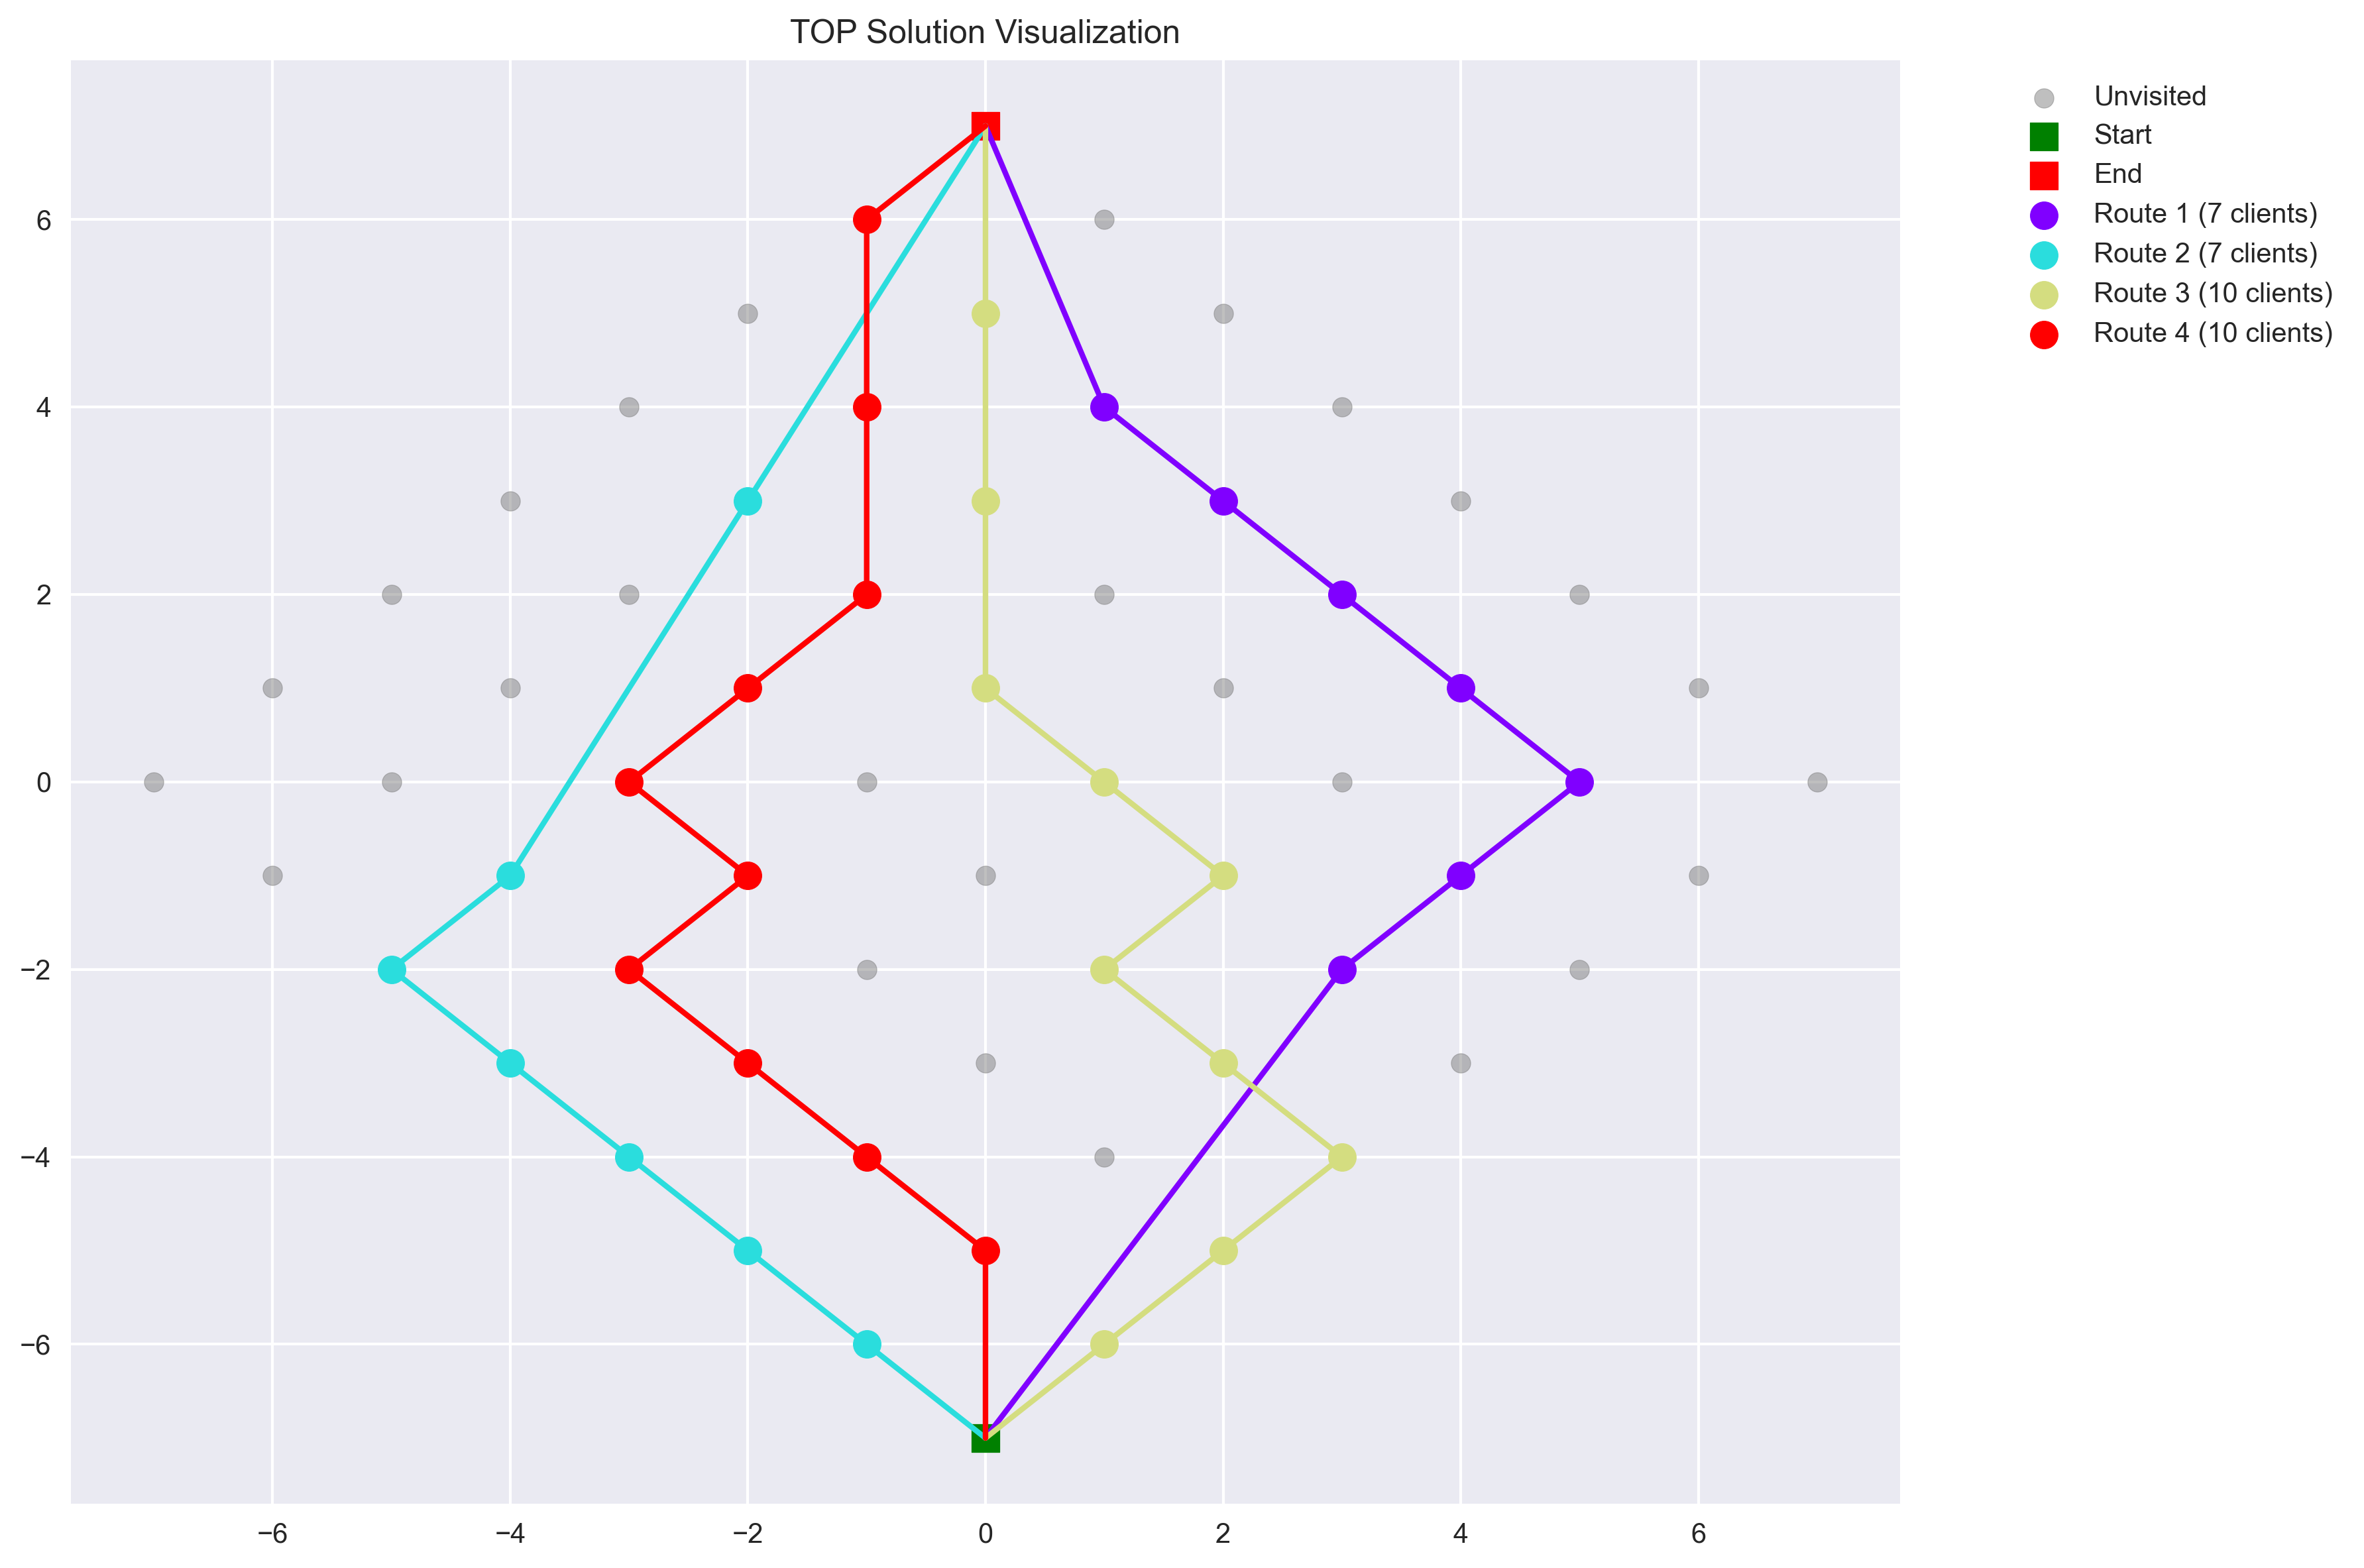 TOP Solution Visualization
Unvisited
Start
End
Route 1 (7 clients)
Route 2 (7 clients)
Route 3 (10 clients)
Route 4 (10 clients)
6
4
2
0
−2
−4
−6
−6 −4 −2 0 2 4 6